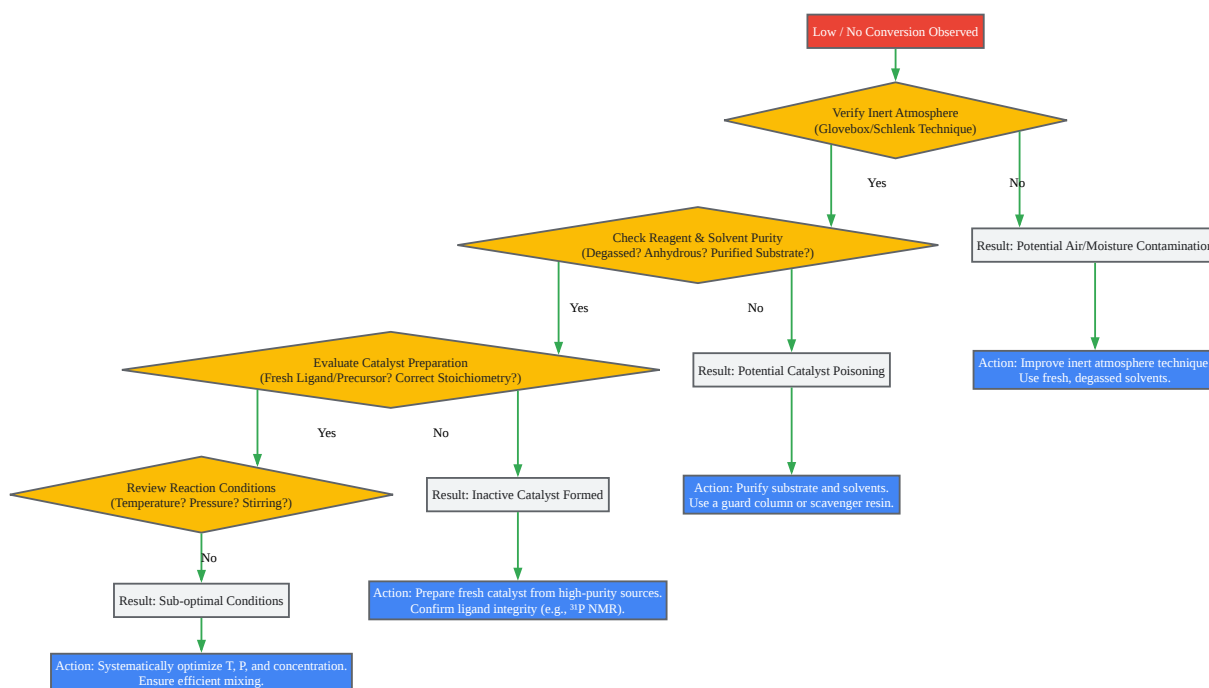 Low / No Conversion Observed
Verify Inert Atmosphere
(Glovebox/Schlenk Technique)
Yes
No
Check Reagent & Solvent Purity
(Degassed? Anhydrous? Purified Substrate?)
Result: Potential Air/Moisture Contamination
Yes
No
Evaluate Catalyst Preparation
(Fresh Ligand/Precursor? Correct Stoichiometry?)
Result: Potential Catalyst Poisoning
Action: Improve inert atmosphere technique
Use fresh, degassed solvents.
Yes
No
Review Reaction Conditions
(Temperature? Pressure? Stirring?)
Result: Inactive Catalyst Formed
Action: Purify substrate and solvents.
Use a guard column or scavenger resin.
No
Result: Sub-optimal Conditions
Action: Prepare fresh catalyst from high-purity sources.
Confirm ligand integrity (e.g., ³¹P NMR).
Action: Systematically optimize T, P, and concentration.
Ensure efficient mixing.